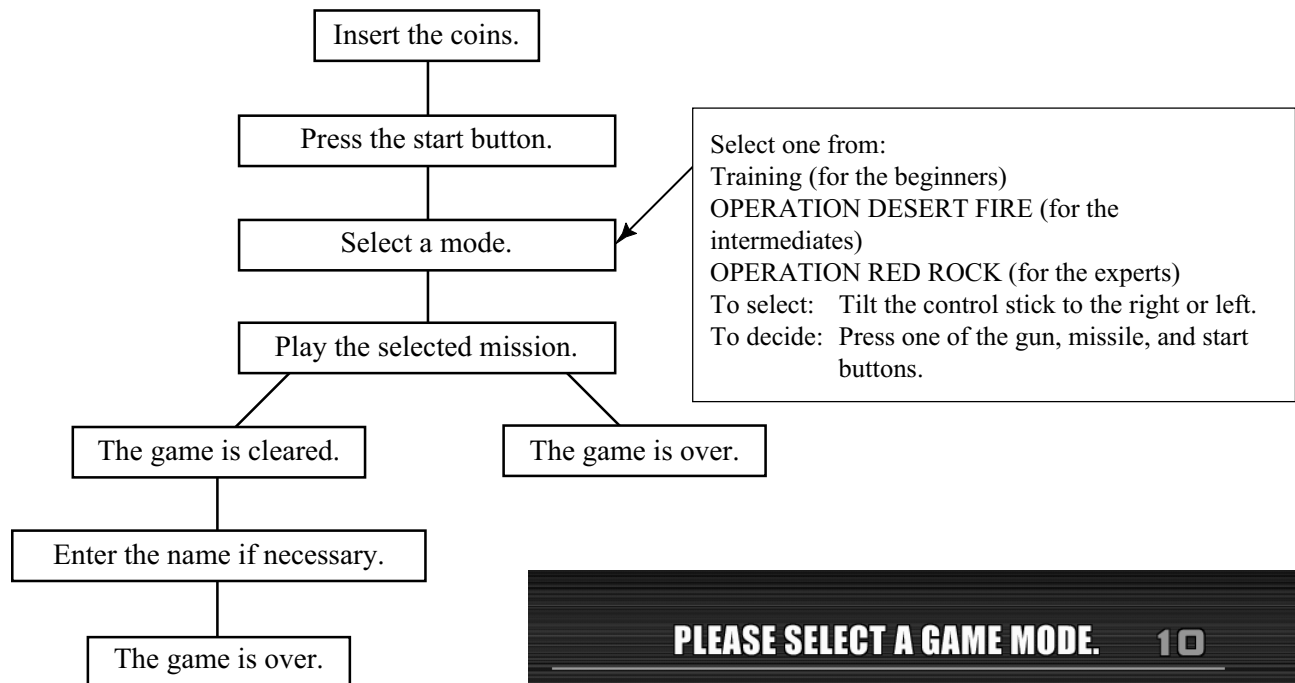 Insert the coins.
Press the start button.
Select a mode.
Select one from:
Training (for the beginners)
OPERATION DESERT FIRE (for the
intermediates)
OPERATION RED ROCK (for the experts)
To select: Tilt the control stick to the right or left.
To decide: Press one of the gun, missile, and start
buttons.
Play the selected mission.
The game is cleared.
The game is over.
Enter the name if necessary.
The game is over.
PLEASE SELECT A GAME MODE. 10